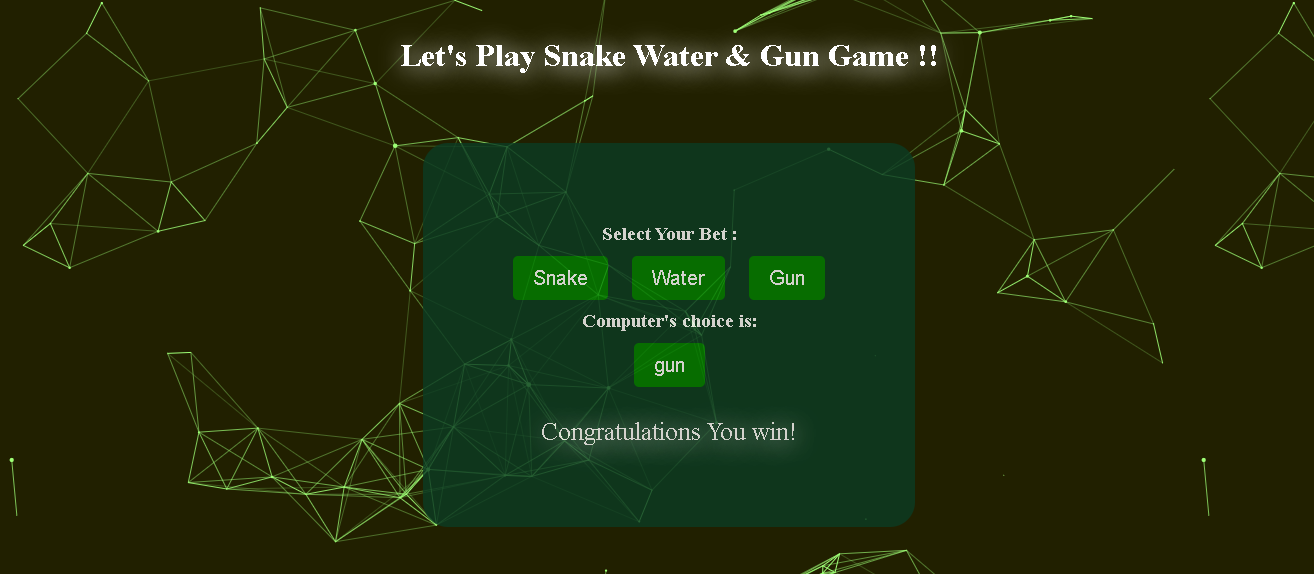 Let's Play Snake Water & Gun Game !!
Select Your Bet :
Snake Water Gun
Computer's choice is:
gun
Congratulations You win!